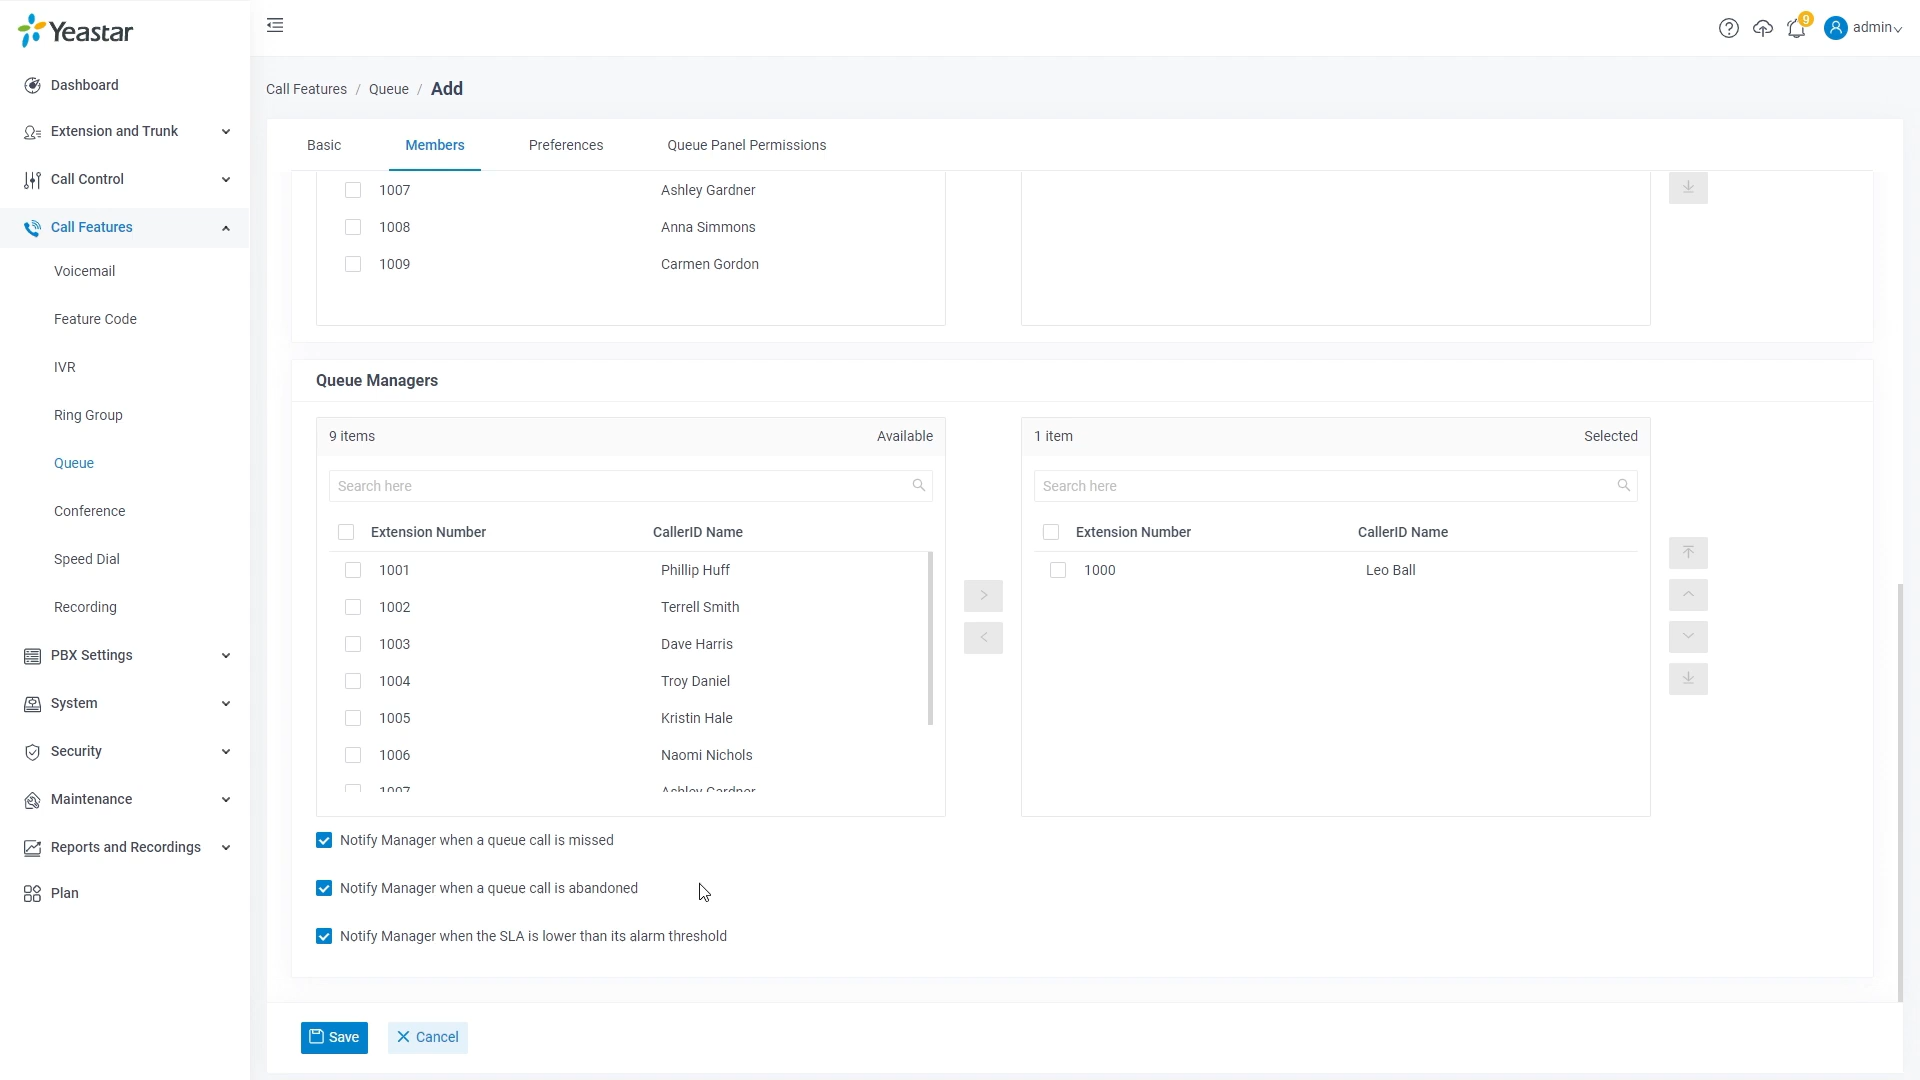 Yeastar
9
admin
Dashboard
Extension and Trunk
Call Control
Call Features
Voicemail
Feature Code
IVR
Ring Group
Queue
Conference
Speed Dial
Recording
PBX Settings
System
Security
Maintenance
Reports and Recordings
Plan
Call Features / Queue / Add
Basic Members Preferences Queue Panel Permissions
1007 Ashley Gardner
1008 Anna Simmons
1009 Carmen Gordon
Queue Managers
9 items Available
Search here
Extension Number CallerID Name
1001 Phillip Huff
1002 Terrell Smith
1003 Dave Harris
1004 Troy Daniel
1005 Kristin Hale
1006 Naomi Nichols
1007 Ashley Gardner
1 item Selected
Search here
Extension Number CallerID Name
1000 Leo Ball
Notify Manager when a queue call is missed
Notify Manager when a queue call is abandoned
Notify Manager when the SLA is lower than its alarm threshold
Save Cancel